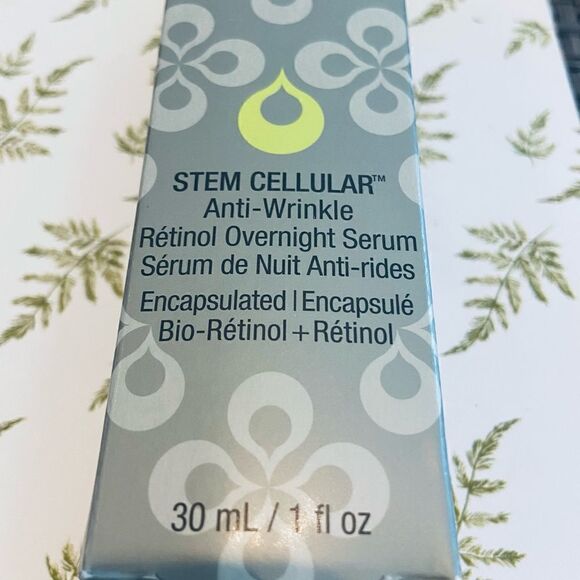 STEM CELLULAR™
Anti-Wrinkle
Rétinol Overnight Serum
Sérum de Nuit Anti-rides
Encapsulated | Encapsulé
Bio-Rétinol + Rétinol
30 mL / 1 fl oz